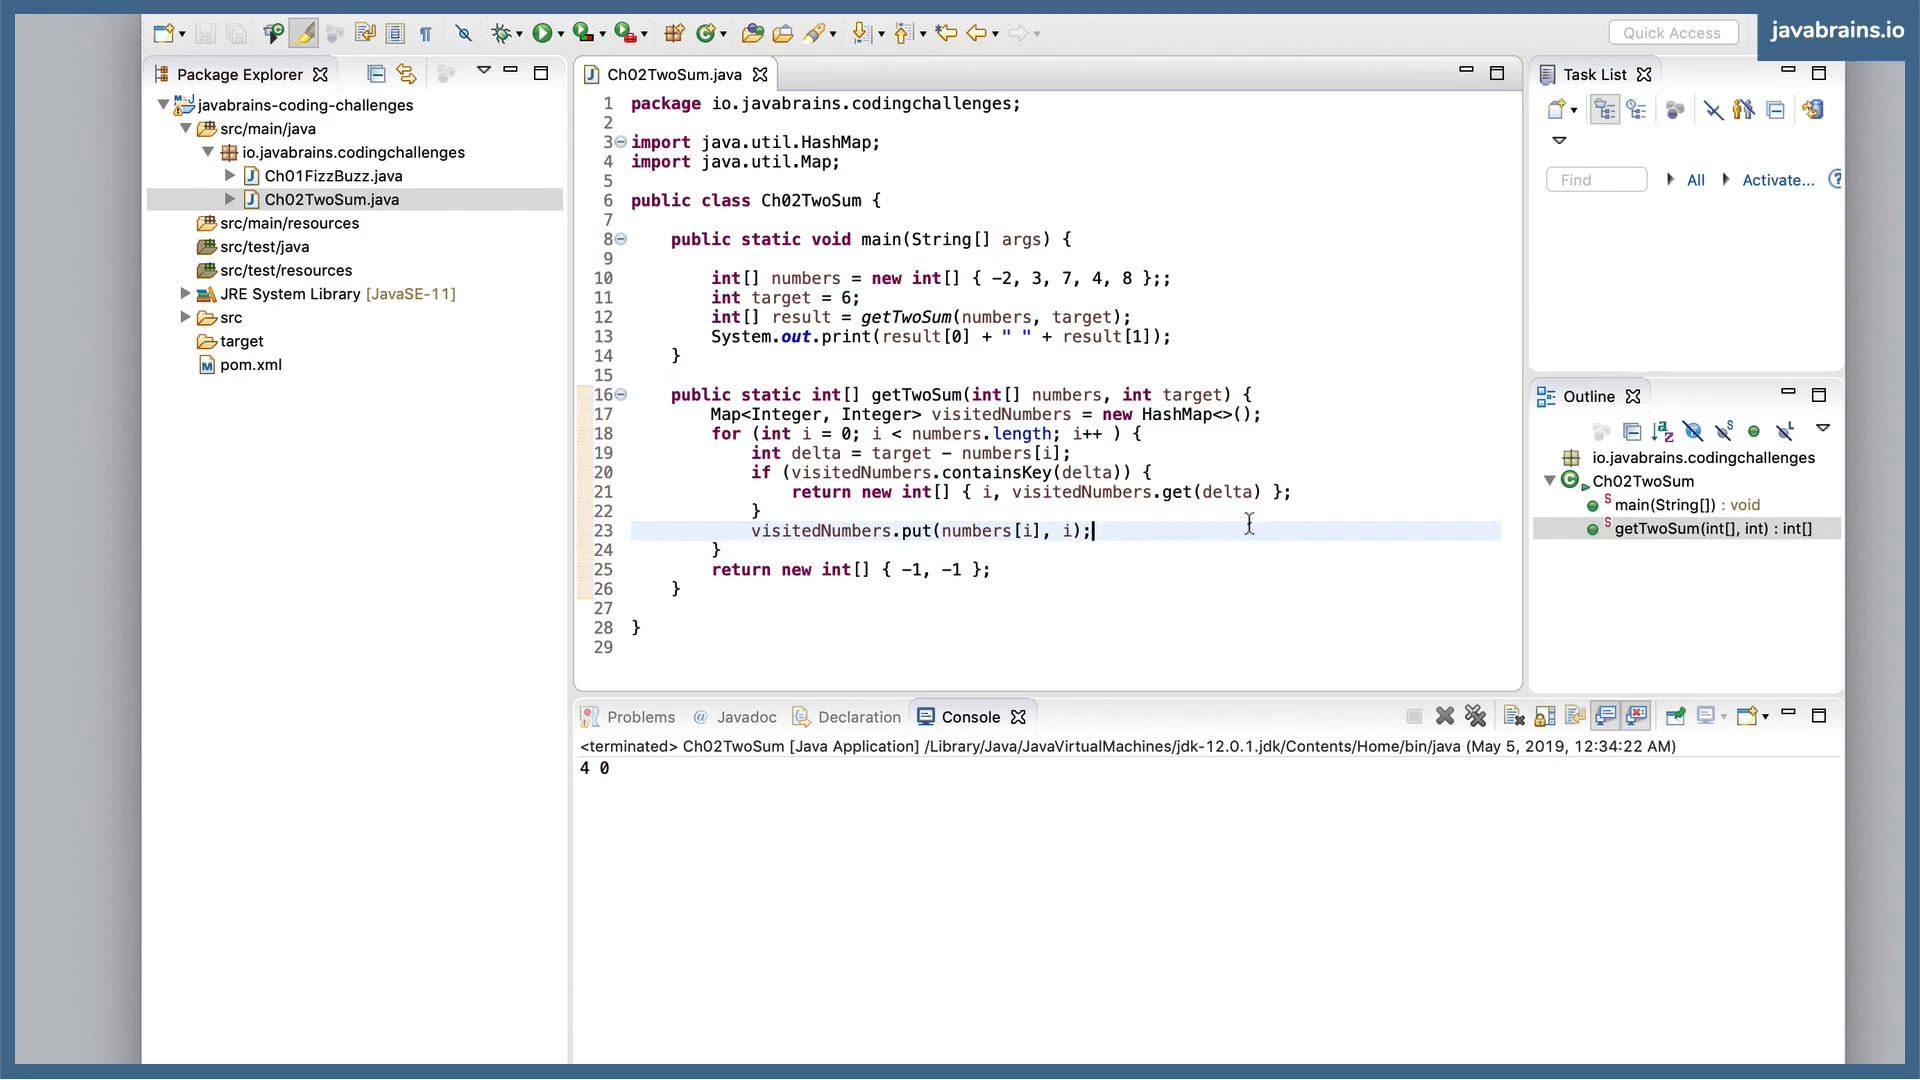 Quick Access
javabrains.io
Package Explorer
javabrains-coding-challenges
src/main/java
io.javabrains.codingchallenges
Ch01FizzBuzz.java
Ch02TwoSum.java
src/main/resources
src/test/java
src/test/resources
JRE System Library [JavaSE-11]
src
target
pom.xml
Ch02TwoSum.java
1 package io.javabrains.codingchallenges;
2
3 import java.util.HashMap;
4 import java.util.Map;
5
6 public class Ch02TwoSum {
7
8 public static void main(String[] args) {
9
10 int[] numbers = new int[] { -2, 3, 7, 4, 8 };;
11 int target = 6;
12 int[] result = getTwoSum(numbers, target);
13 System.out.print(result[0] + " " + result[1]);
14 }
15
16 public static int[] getTwoSum(int[] numbers, int target) {
17 Map<Integer, Integer> visitedNumbers = new HashMap<>();
18 for (int i = 0; i < numbers.length; i++ ) {
19 int delta = target - numbers[i];
20 if (visitedNumbers.containsKey(delta)) {
21 return new int[] { i, visitedNumbers.get(delta) };
22 }
23 visitedNumbers.put(numbers[i], i);
24 }
25 return new int[] { -1, -1 };
26 }
27
28 }
29
Task List
Find All Activate...
Outline
io.javabrains.codingchallenges
Ch02TwoSum
main(String[]) : void
getTwoSum(int[], int) : int[]
Problems @ Javadoc Declaration Console
<terminated> Ch02TwoSum [Java Application] /Library/Java/JavaVirtualMachines/jdk-12.0.1.jdk/Contents/Home/bin/java (May 5, 2019, 12:34:22 AM)
4 0